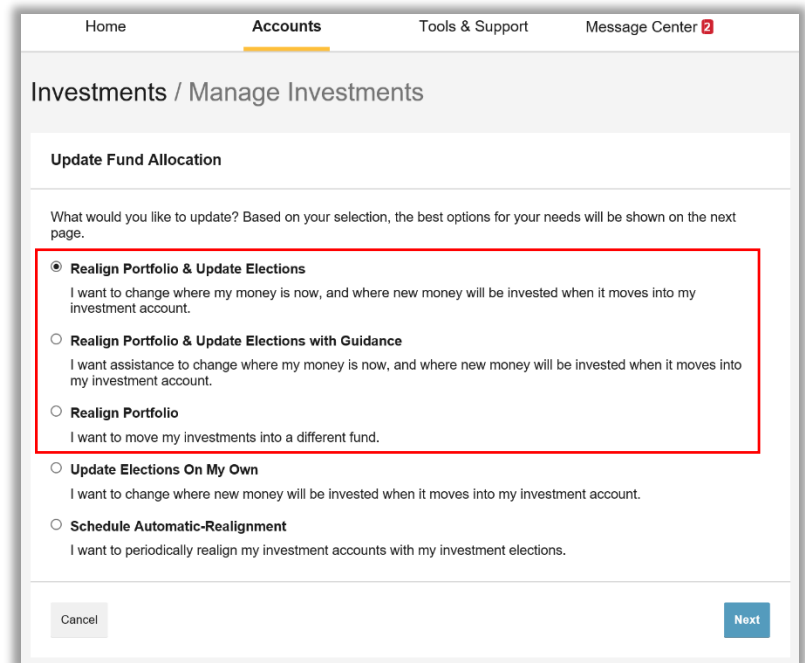 Home Accounts Tools & Support Message Center 2
Investments / Manage Investments
Update Fund Allocation
What would you like to update? Based on your selection, the best options for your needs will be shown on the next
page.
Realign Portfolio & Update Elections
I want to change where my money is now, and where new money will be invested when it moves into my
investment account.
Realign Portfolio & Update Elections with Guidance
I want assistance to change where my money is now, and where new money will be invested when it moves into
my investment account.
Realign Portfolio
I want to move my investments into a different fund.
Update Elections On My Own
I want to change where new money will be invested when it moves into my investment account.
Schedule Automatic-Realignment
I want to periodically realign my investment accounts with my investment elections.
Cancel Next